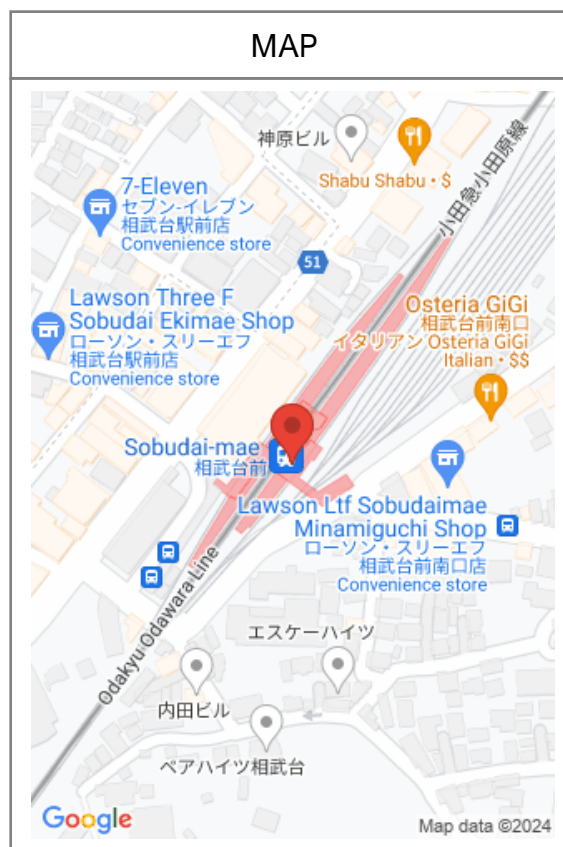 MAP
神原ビル
Shabu Shabu • $
小田急小田原線
7-Eleven
セブン-イレブン
相武台駅前店
Convenience store
51
Lawson Three F
Sobudai Ekimae Shop
ローソン・スリーエフ
相武台駅前店
Convenience store
Osteria GiGi
相武台前南口
イタリアン Osteria GiGi
Italian • $$
Sobudai-mae
相武台前
Lawson Ltf Sobudaimae
Minamiguchi Shop
ローソン・スリーエフ
相武台前南口店
Convenience store
Odakyu Odawara Line
エスケーハイツ
内田ビル
ベアハイツ相武台
Google
Map data ©2024